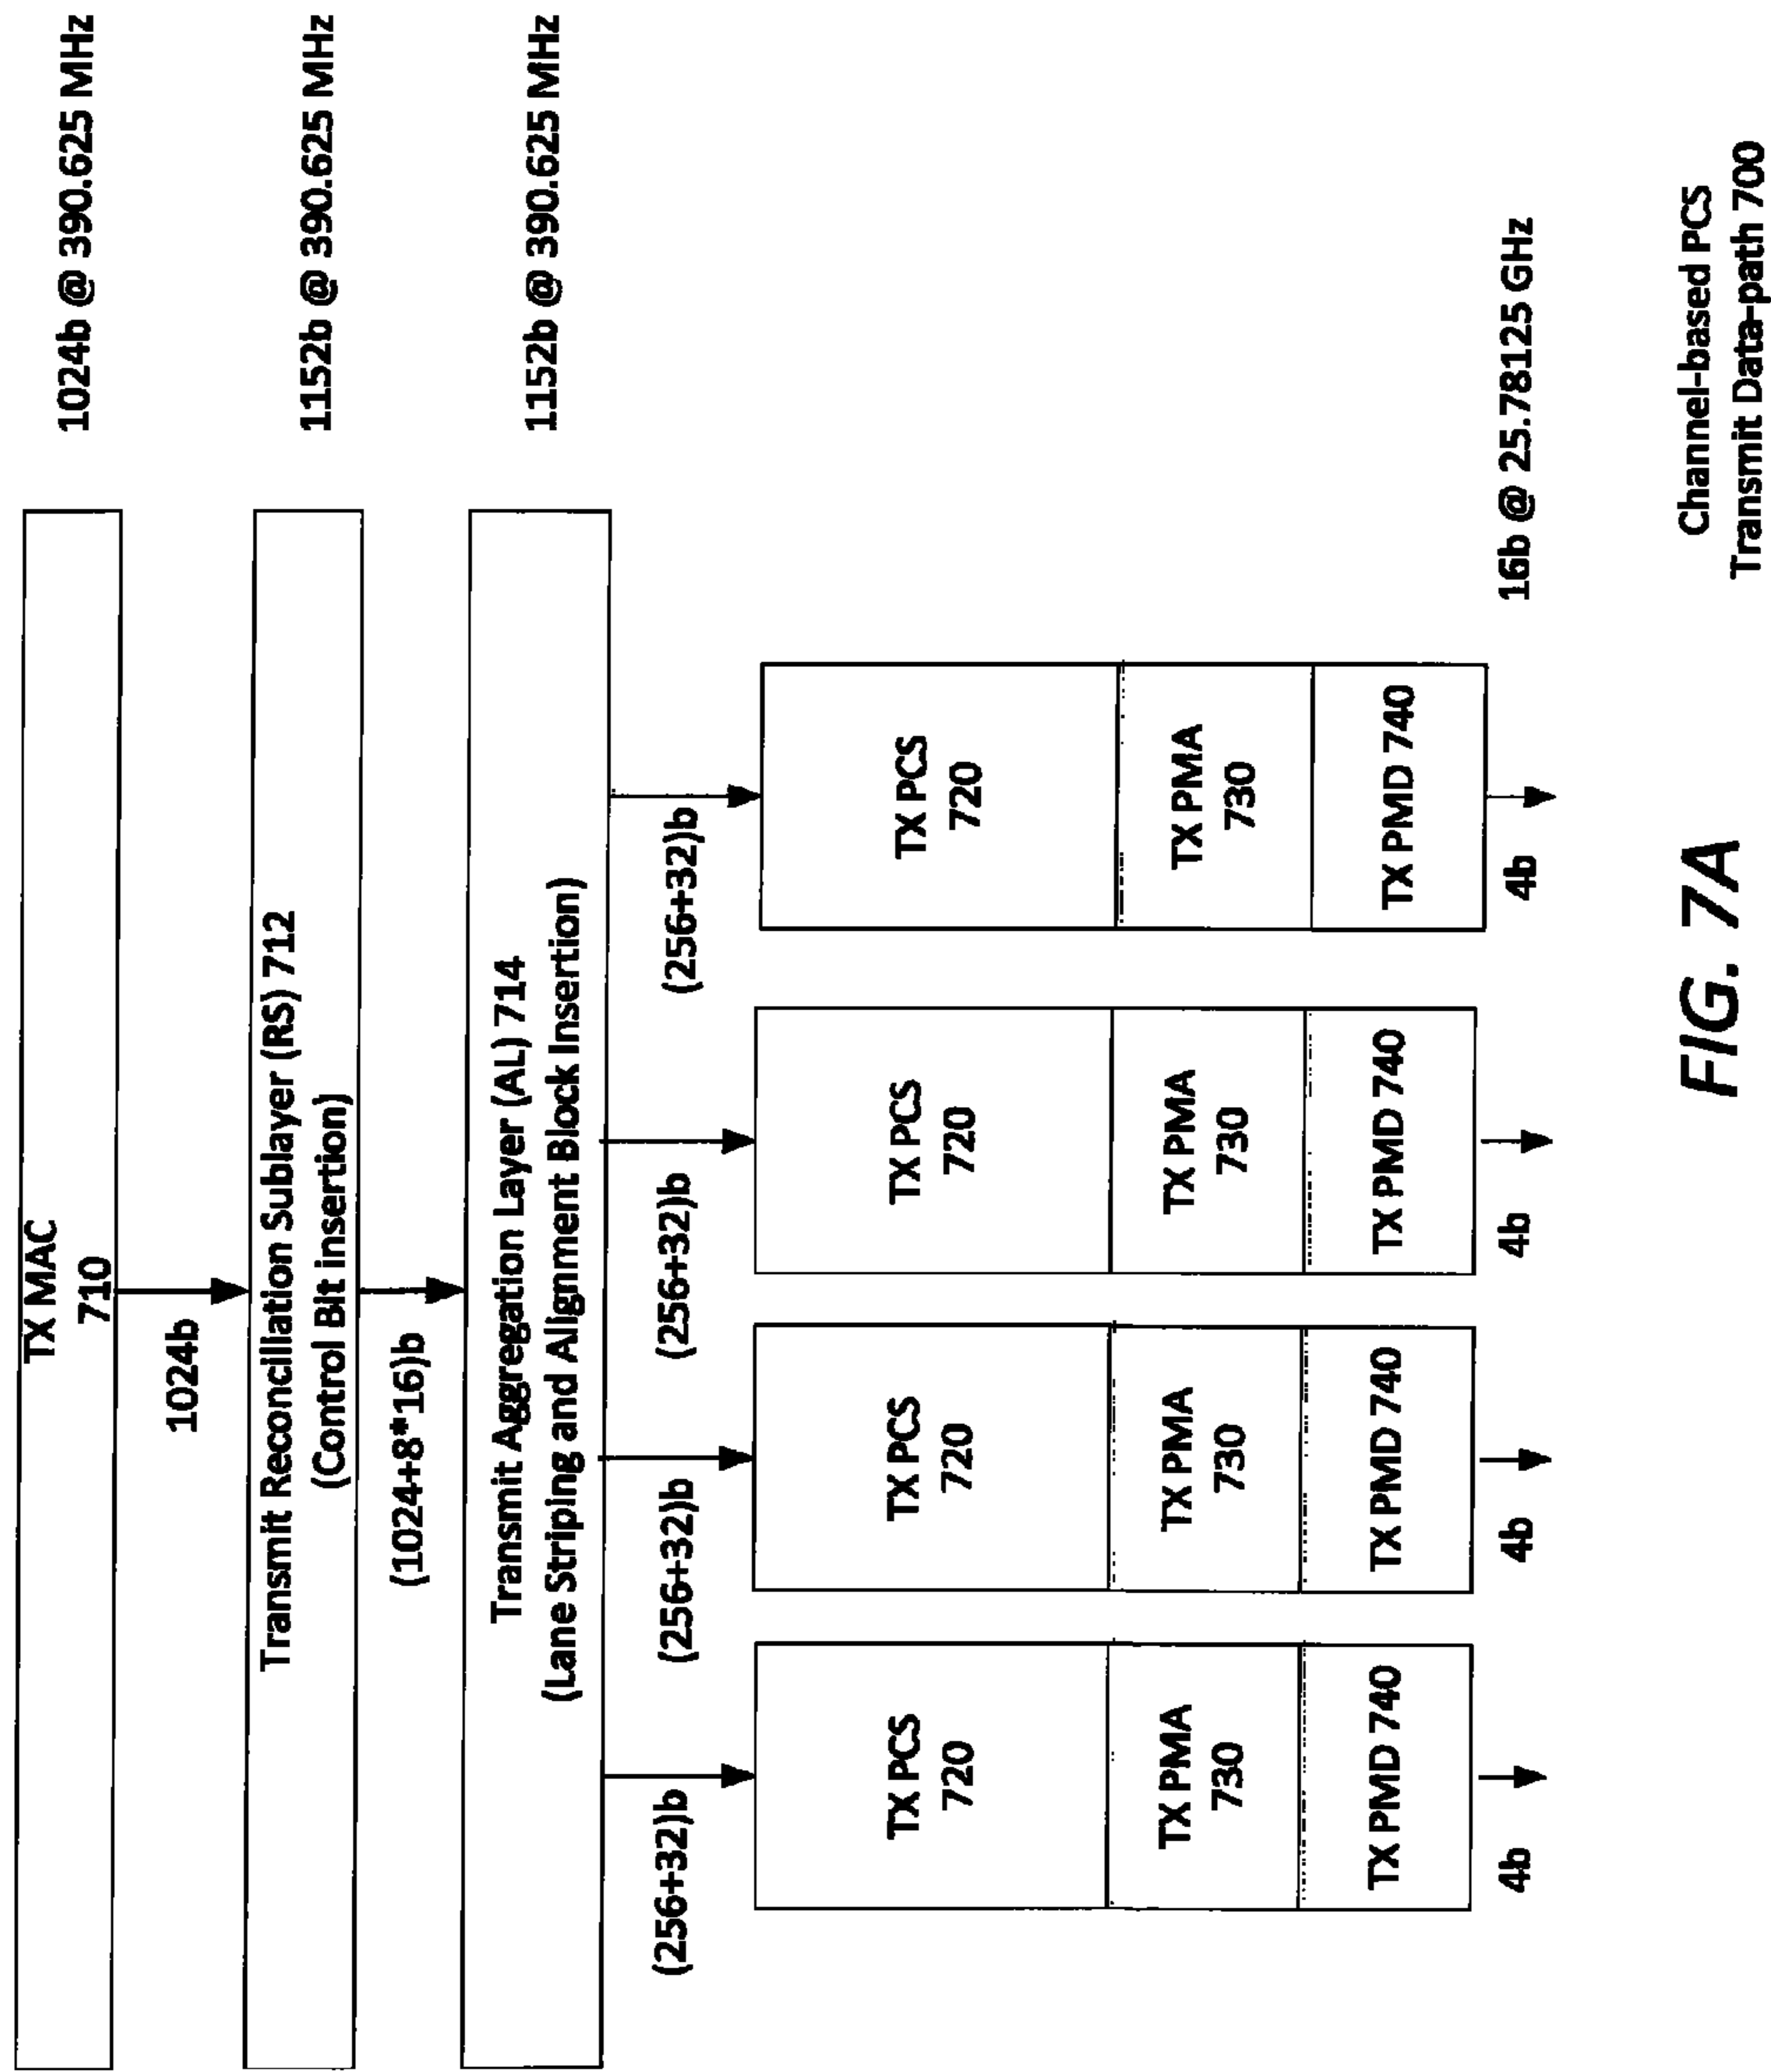 TX MAC
710
1024b @ 390.625 MHz
1024b
Transmit Reconciliation Sublayer (RS) 712
(Control Bit insertion)
1152b @ 390.625 MHz
(1024+8*16)b
Transmit Aggregation Layer (AL) 714
(Lane Striping and Alignment Block Insertion)
1152b @ 390.625 MHz
(256+32)b
(256+32)b
(256+32)b
(256+32)b
TX PCS
720
TX PCS
720
TX PCS
720
TX PCS
720
TX PMA
730
TX PMA
730
TX PMA
730
TX PMA
730
TX PMD 740
TX PMD 740
TX PMD 740
TX PMD 740
4b
4b
4b
4b
16b @ 25.78125 GHz
FIG. 7A
Channel-based PCS
Transmit Data-path 700